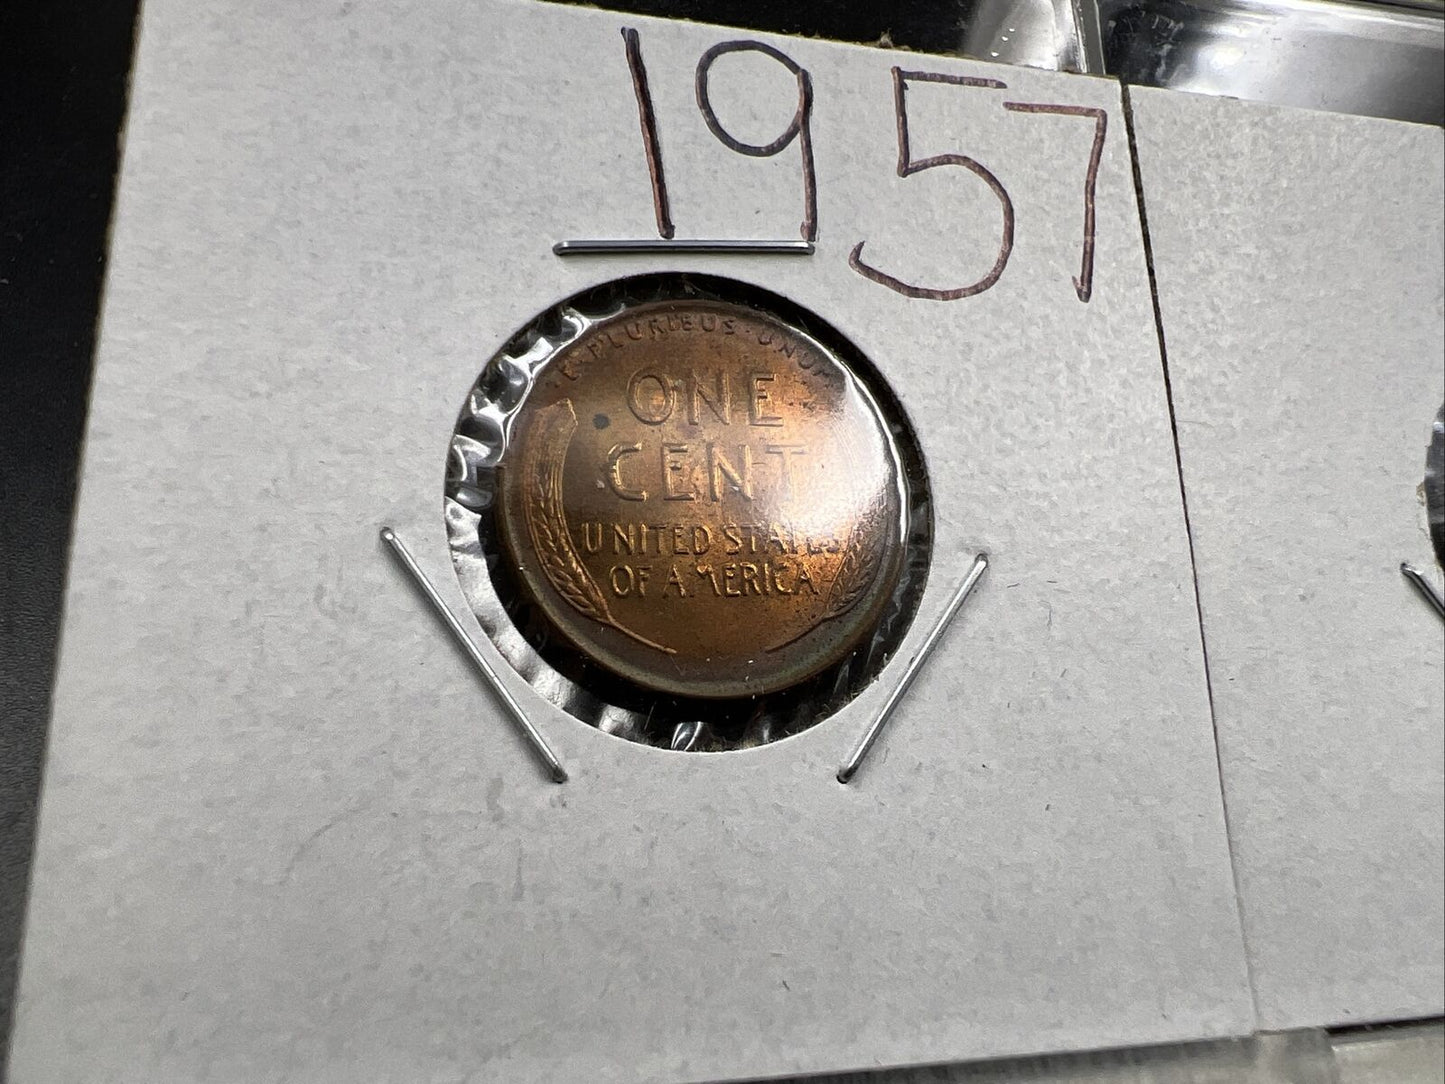 1957
E·PLURIBUS·UNUM
ONE
CENT
UNITED STATES
OF AMERICA